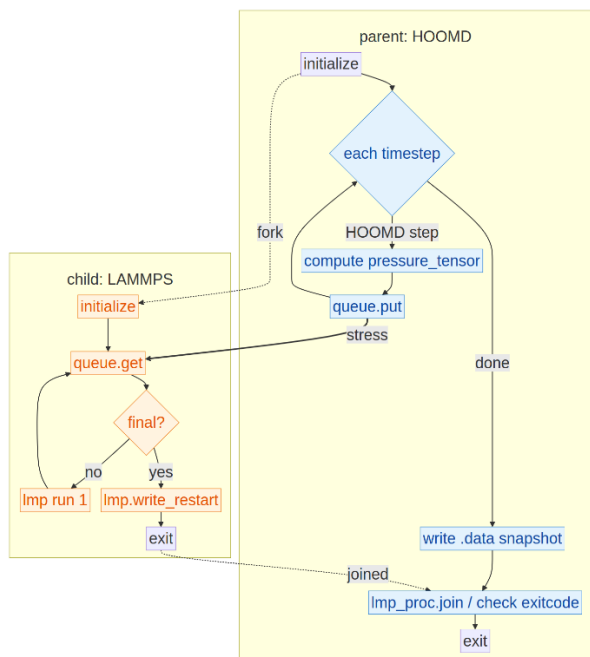 parent: HOOMD
initialize
each timestep
fork
HOOMD step
compute pressure_tensor
child: LAMMPS
initialize
queue.put
stress
queue.get
done
final?
no
yes
lmp run 1
lmp.write_restart
exit
write .data snapshot
joined
lmp_proc.join / check exitcode
exit